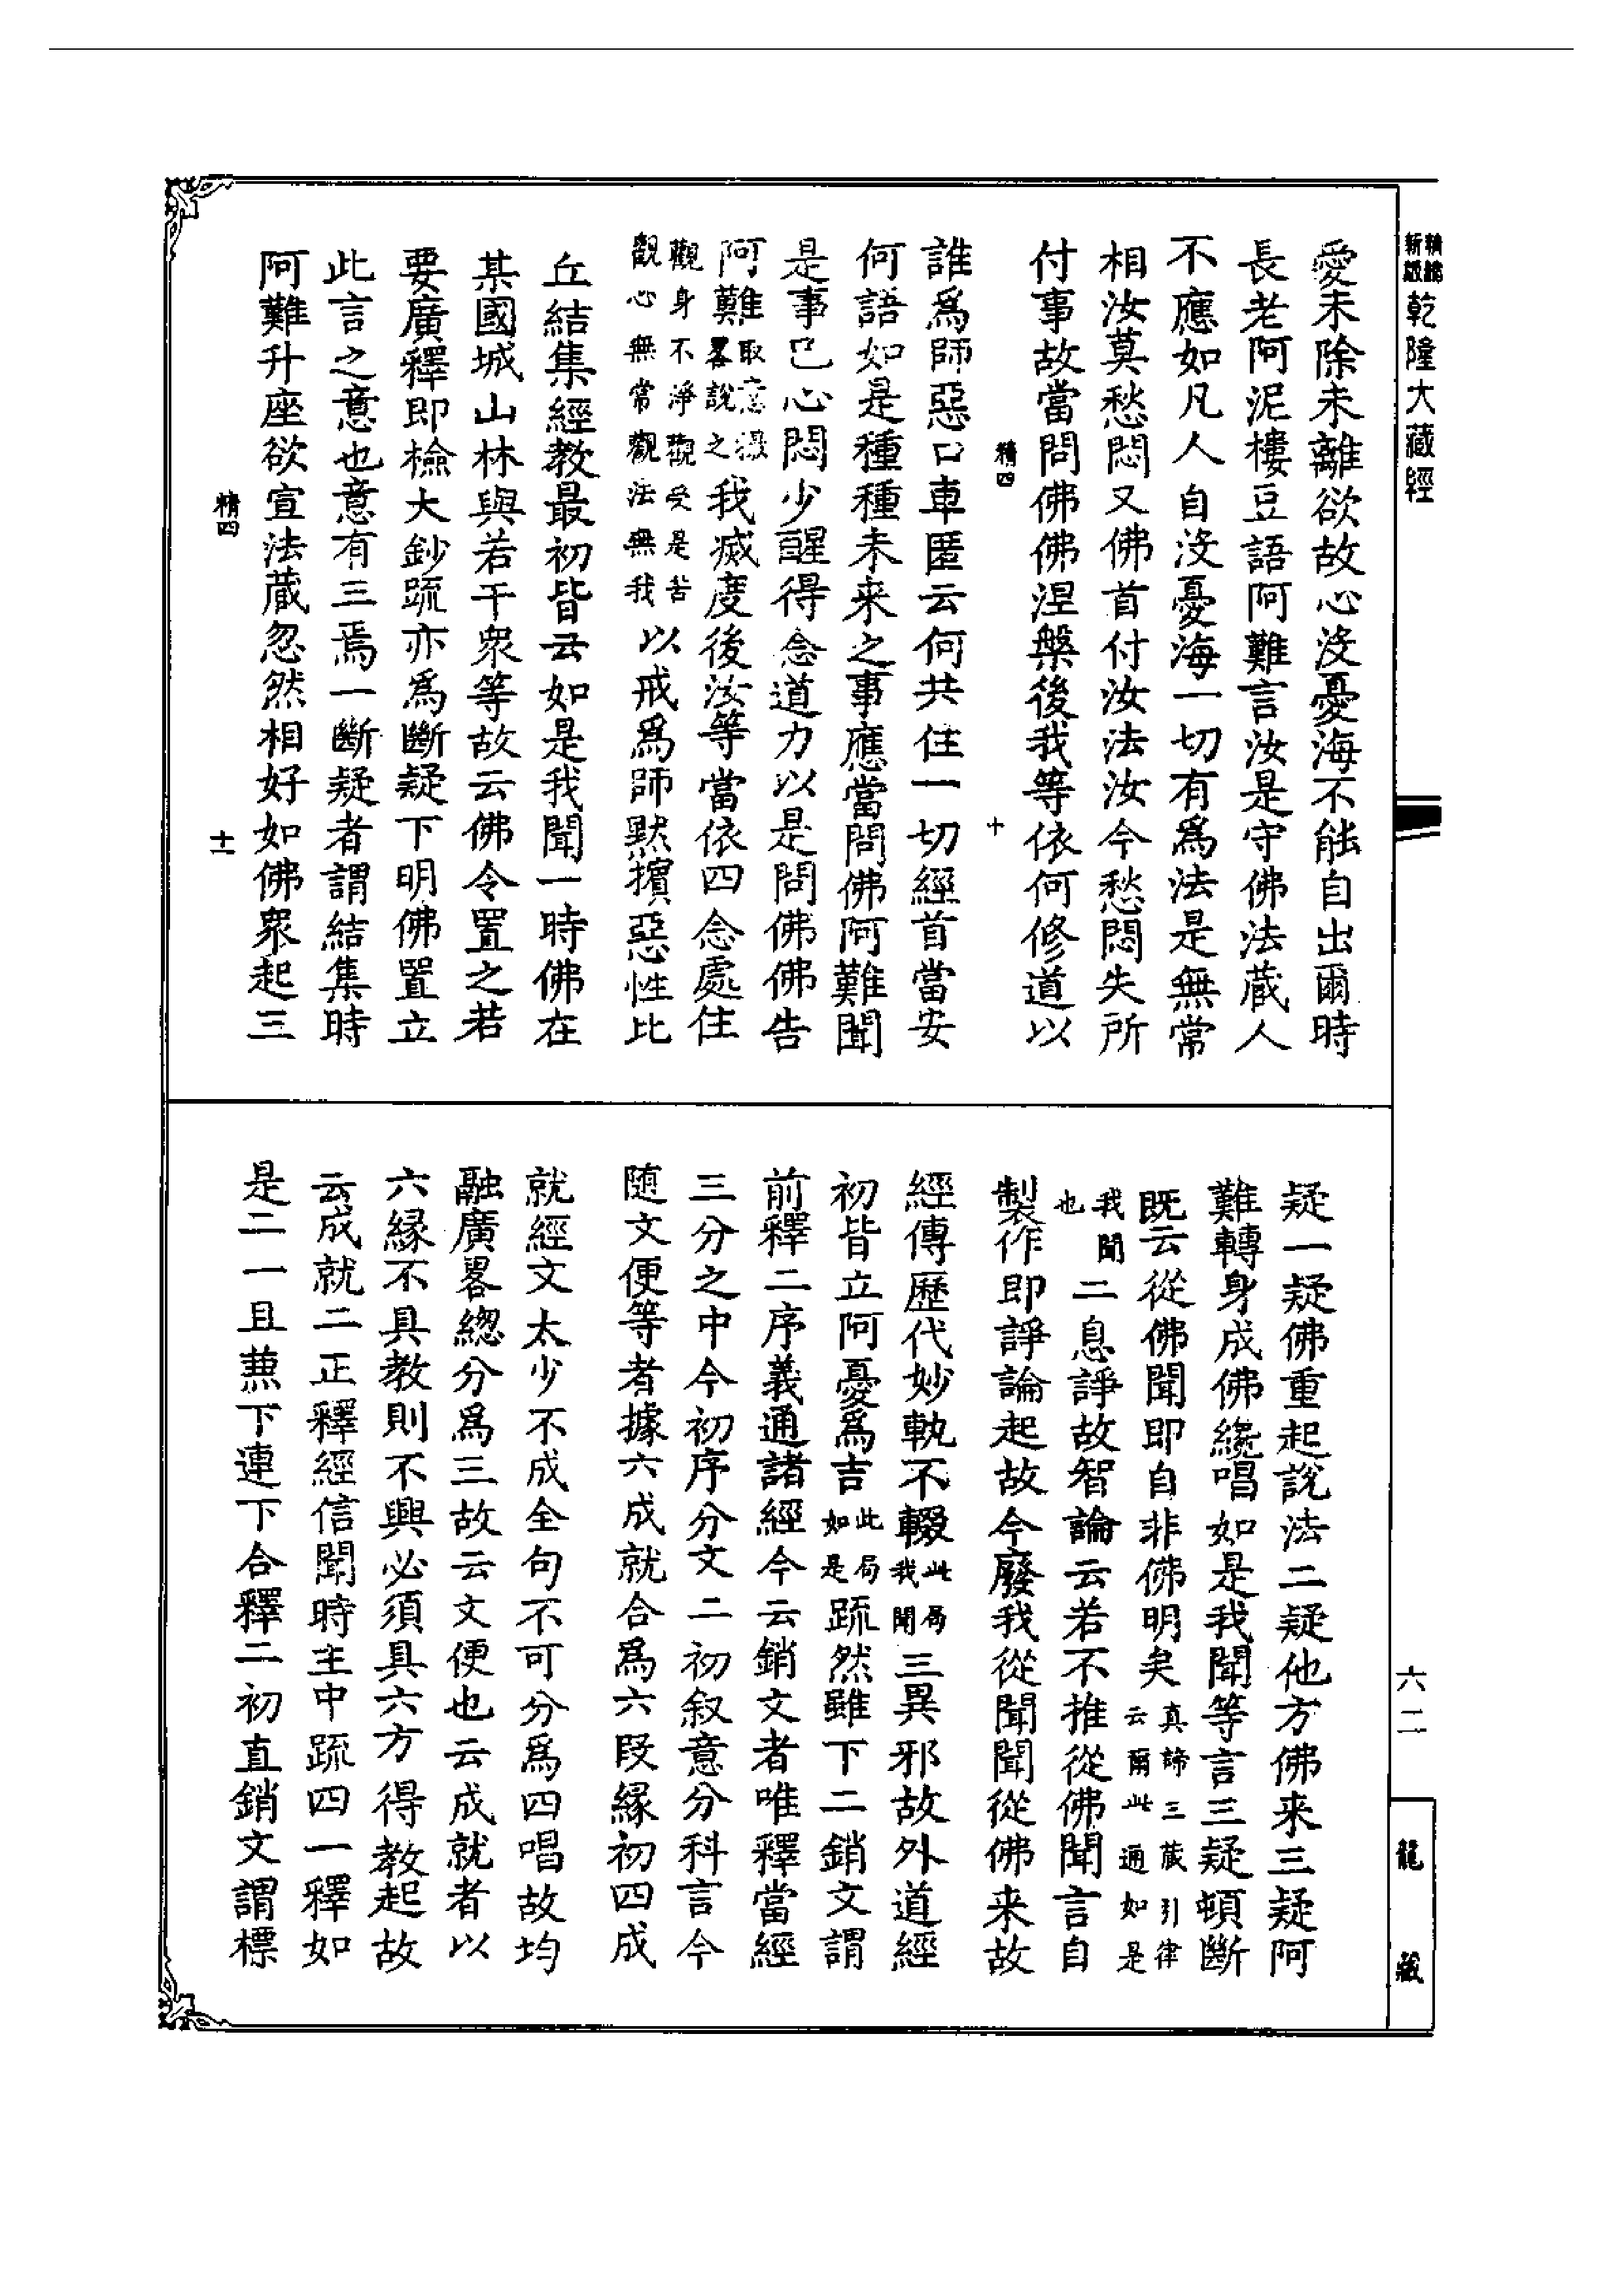 乾隆大藏經
愛未除未離欲故心沒憂海不能自出爾時
長老阿泥樓豆語阿難言汝是守佛法藏人
不應如凡人自沒憂海一切有爲法是無常
相汝莫愁悶又佛首付汝法汝今愁悶失所
付事故當問佛佛涅槃後我等依何修道以
精四 十
誰爲師惡口車匿云何共住一切經首當安
何語如是種種未来之事應當問佛阿難聞
是事已心悶少醒得念道力以是問佛佛告
阿難取意撮畧說之我滅度後汝等當依四念處住
觀身不淨觀受是苦觀心無常觀法無我以戒爲師默擯惡性比
丘結集經教最初皆云如是我聞一時佛在
某國城山林與若干衆等故云佛令置之若
要廣釋即檢大鈔疏亦爲斷疑下明佛置立
此言之意也意有三焉一斷疑者謂結集時
阿難升座欲宣法藏忽然相好如佛衆起三
精四 十一
疑一疑佛重起說法二疑他方佛来三疑阿
難轉身成佛纔唱如是我聞等言三疑頓斷
既云從佛聞即自非佛明矣真諦三藏引律云爾此通如是
我聞也二息諍故智論云若不推從佛聞言自
製作即諍論起故今廢我從聞聞從佛来故
經傳歷代妙軌不輟此局我聞三異邪故外道經
初皆立阿憂爲吉此局如是疏然雖下二銷文謂
前釋二序義通諸經今云銷文者唯釋當經
三分之中今初序分文二初叙意分科言今
随文便等者據六成就合爲六段緣初四成
就經文太少不成全句不可分爲四唱故均
融廣畧緫分爲三故云文便也云成就者以
六緣不具教則不興必須具六方得教起故
云成就二正釋經信聞時主中疏四一釋如
是二一且蕉下連下合釋二初直銷文謂標
六二
龍藏